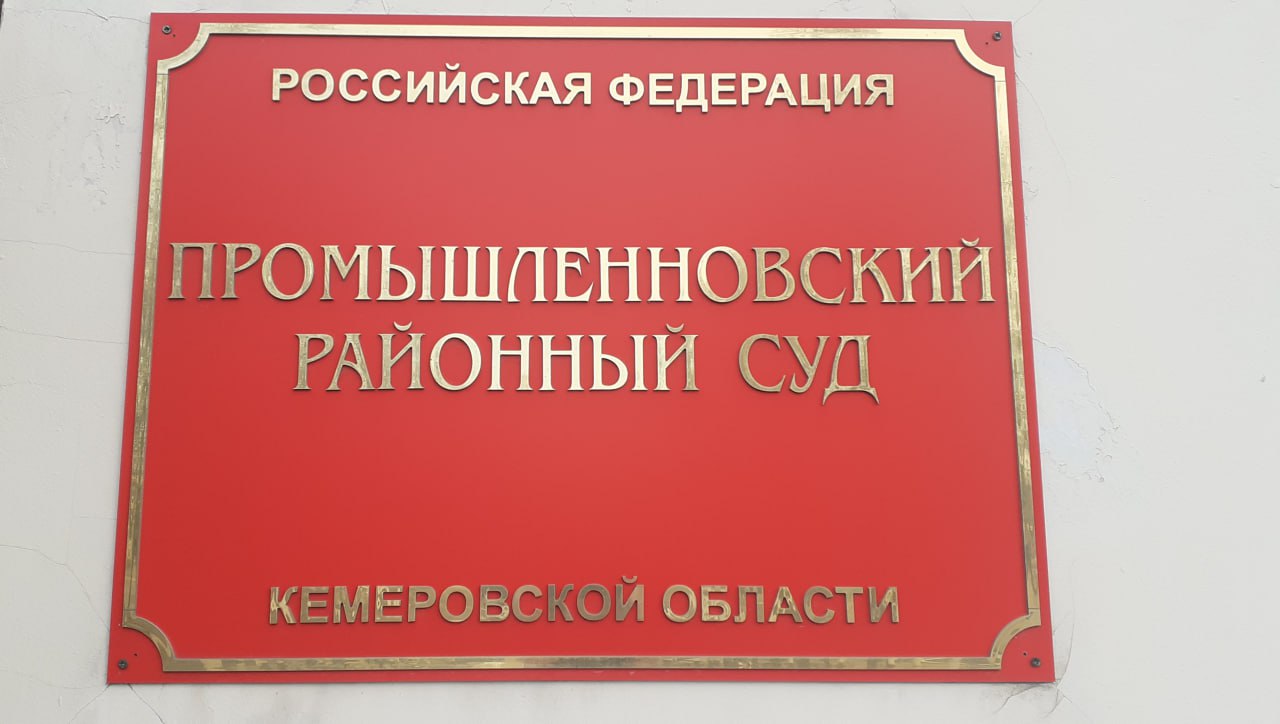 РОССИЙСКАЯ ФЕДЕРАЦИЯ
ПРОМЫШЛЕННОВСКИЙ
РАЙОННЫЙ СУД
КЕМЕРОВСКОЙ ОБЛАСТИ